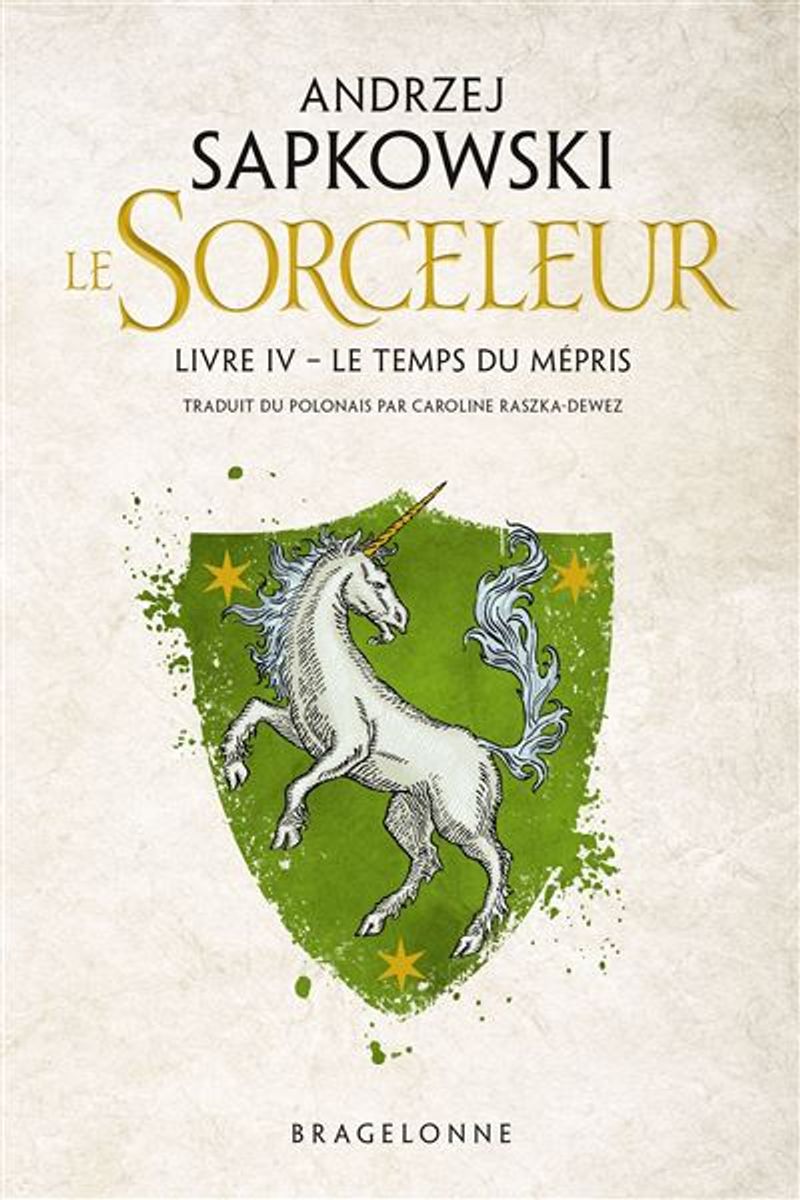 ANDRZEJ
SAPKOWSKI
LE SORCELEUR
LIVRE IV – LE TEMPS DU MÉPRIS
TRADUIT DU POLONAIS PAR CAROLINE RASZKA-DEWEZ
BRAGELONNE